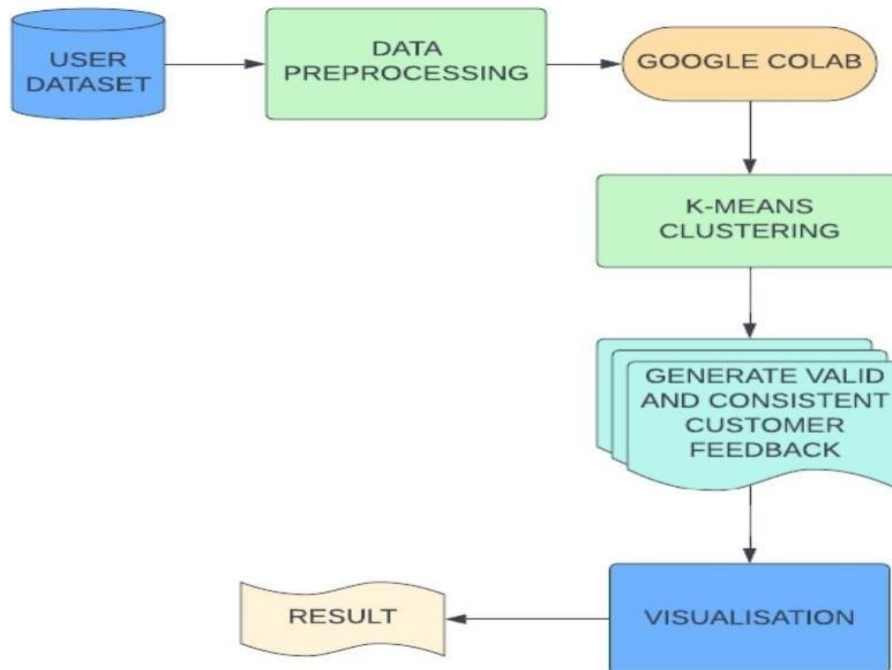 USER
DATASET
DATA
PREPROCESSING
GOOGLE COLAB
K-MEANS
CLUSTERING
GENERATE VALID
AND CONSISTENT
CUSTOMER
FEEDBACK
VISUALISATION
RESULT